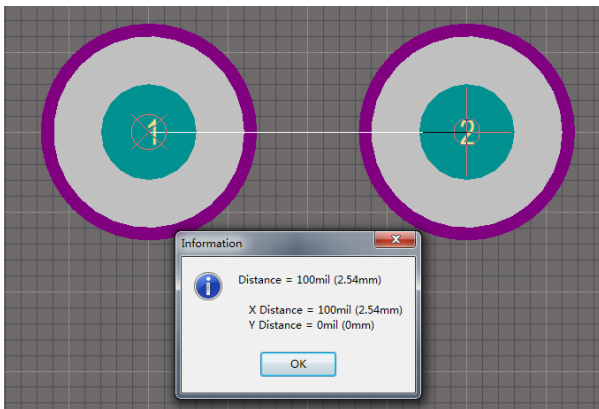 1
2
Information
Distance = 100mil (2.54mm)
X Distance = 100mil (2.54mm)
Y Distance = 0mil (0mm)
OK